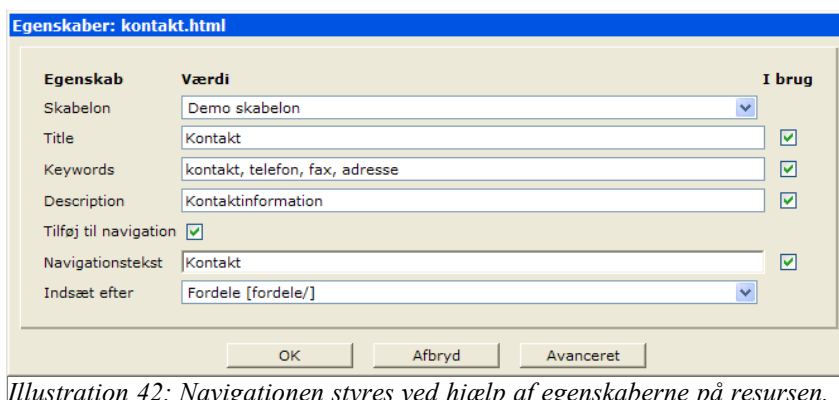 Egenskaber: kontakt.html
Egenskab Værdi I brug
Skabelon Demo skabelon
Title Kontakt
Keywords kontakt, telefon, fax, adresse
Description Kontaktinformation
Tilføj til navigation
Navigationstekst Kontakt
Indsæt efter Fordele [fordele/]
OK Afbryd Avanceret
Illustration 42: Navigationen styres ved hjælp af egenskaberne på resursen.